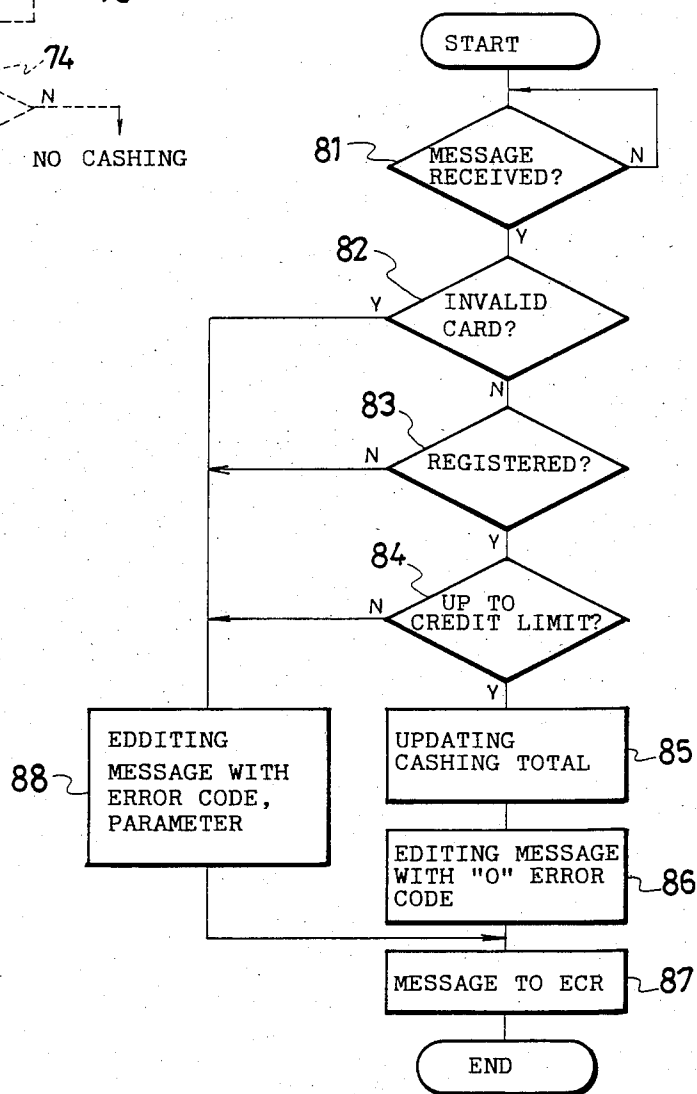 74
N
NO CASHING
START
81
MESSAGE
RECEIVED?
N
Y
82
INVALID
CARD?
Y
N
83
REGISTERED?
N
Y
84
UP TO
CREDIT LIMIT?
N
Y
88
EDDITING
MESSAGE WITH
ERROR CODE,
PARAMETER
UPDATING
CASHING TOTAL
85
EDITING MESSAGE
WITH "O" ERROR
CODE
86
MESSAGE TO ECR
87
END